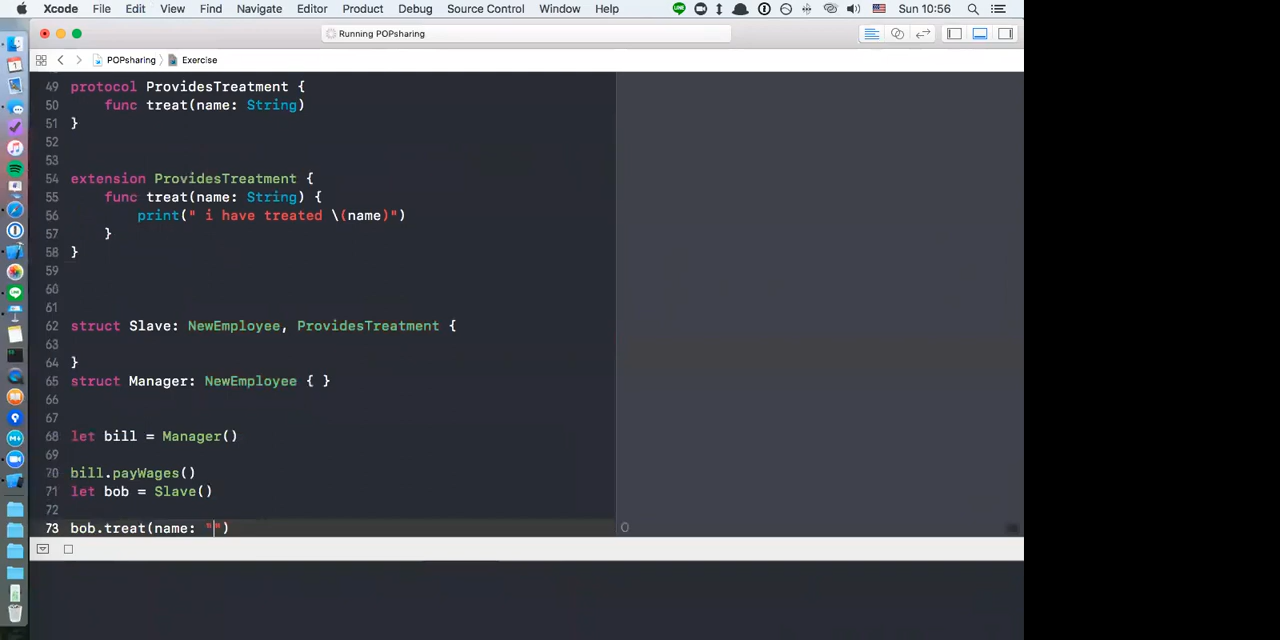 Xcode File Edit View Find Navigate Editor Product Debug Source Control Window Help Sun 10:56
Running POPsharing
POPsharing 〉 Exercise
49 protocol ProvidesTreatment {
50 func treat(name: String)
51 }
52
53
54 extension ProvidesTreatment {
55 func treat(name: String) {
56 print(" i have treated \(name)")
57 }
58 }
59
60
61
62 struct Slave: NewEmployee, ProvidesTreatment {
63
64 }
65 struct Manager: NewEmployee { }
66
67
68 let bill = Manager()
69
70 bill.payWages()
71 let bob = Slave()
72
73 bob.treat(name: "")